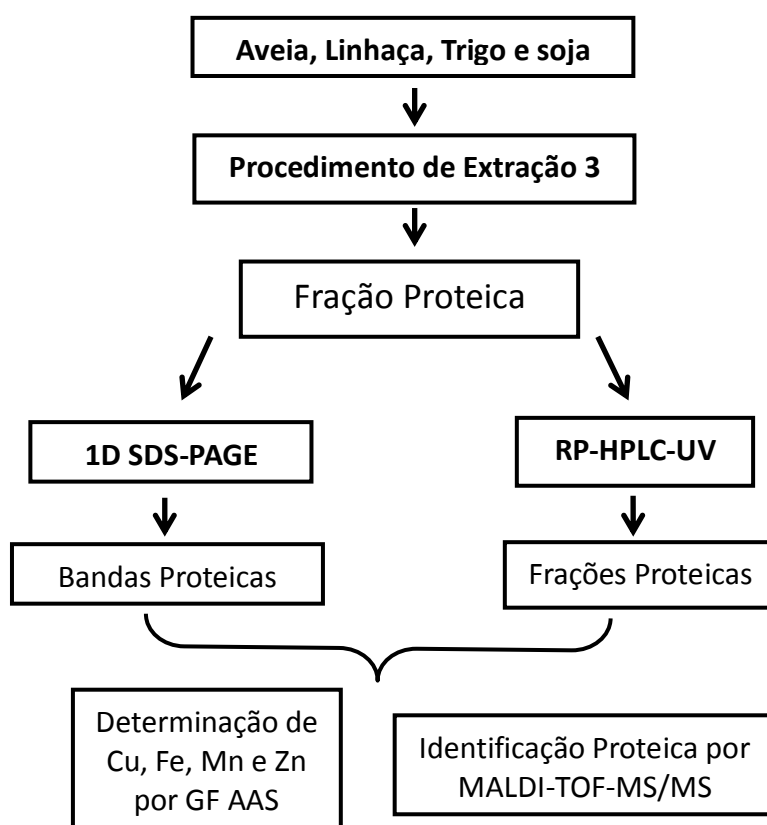 Aveia, Linhaça, Trigo e soja
Procedimento de Extração 3
Fração Proteica
1D SDS-PAGE
RP-HPLC-UV
Bandas Proteicas
Frações Proteicas
Determinação de
Cu, Fe, Mn e Zn
por GF AAS
Identificação Proteica por
MALDI-TOF-MS/MS